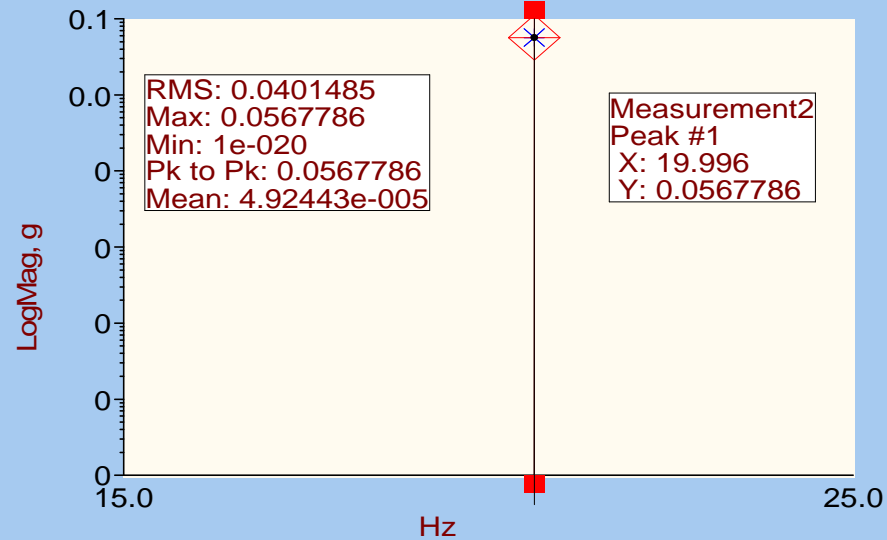 0.1
0.0
0
0
0
0
0
LogMag, g
RMS: 0.0401485
Max: 0.0567786
Min: 1e-020
Pk to Pk: 0.0567786
Mean: 4.92443e-005
Measurement2
Peak #1
X: 19.996
Y: 0.0567786
15.0
25.0
Hz